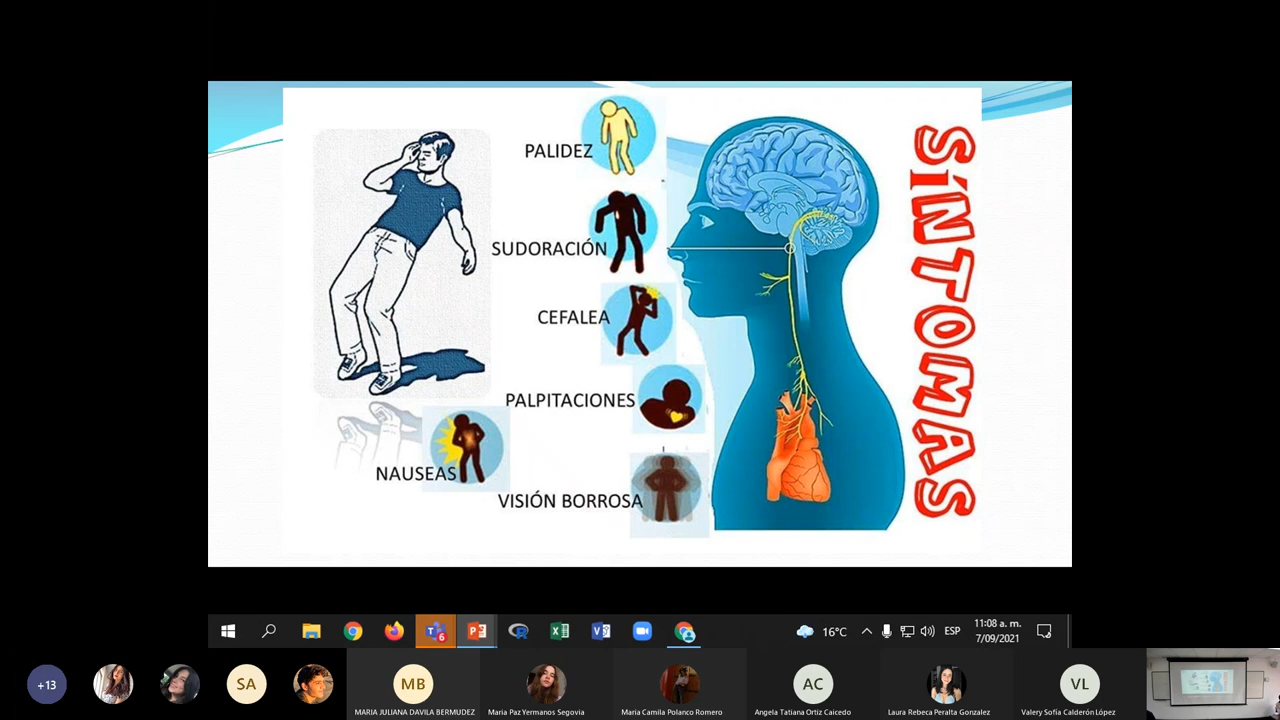 PALIDEZ
SUDORACIÓN
CEFALEA
PALPITACIONES
NAUSEAS
VISIÓN BORROSA
SÍNTOMAS
6
16°C
ESP
11:08 a. m.
7/09/2021
+13
SA
MB
AC
VL
MARIA JULIANA DAVILA BERMUDEZ
Maria Paz Yermanos Segovia
Maria Camila Polanco Romero
Angela Tatiana Ortiz Caicedo
Laura Rebeca Peralta Gonzalez
Valery Sofía Calderón López